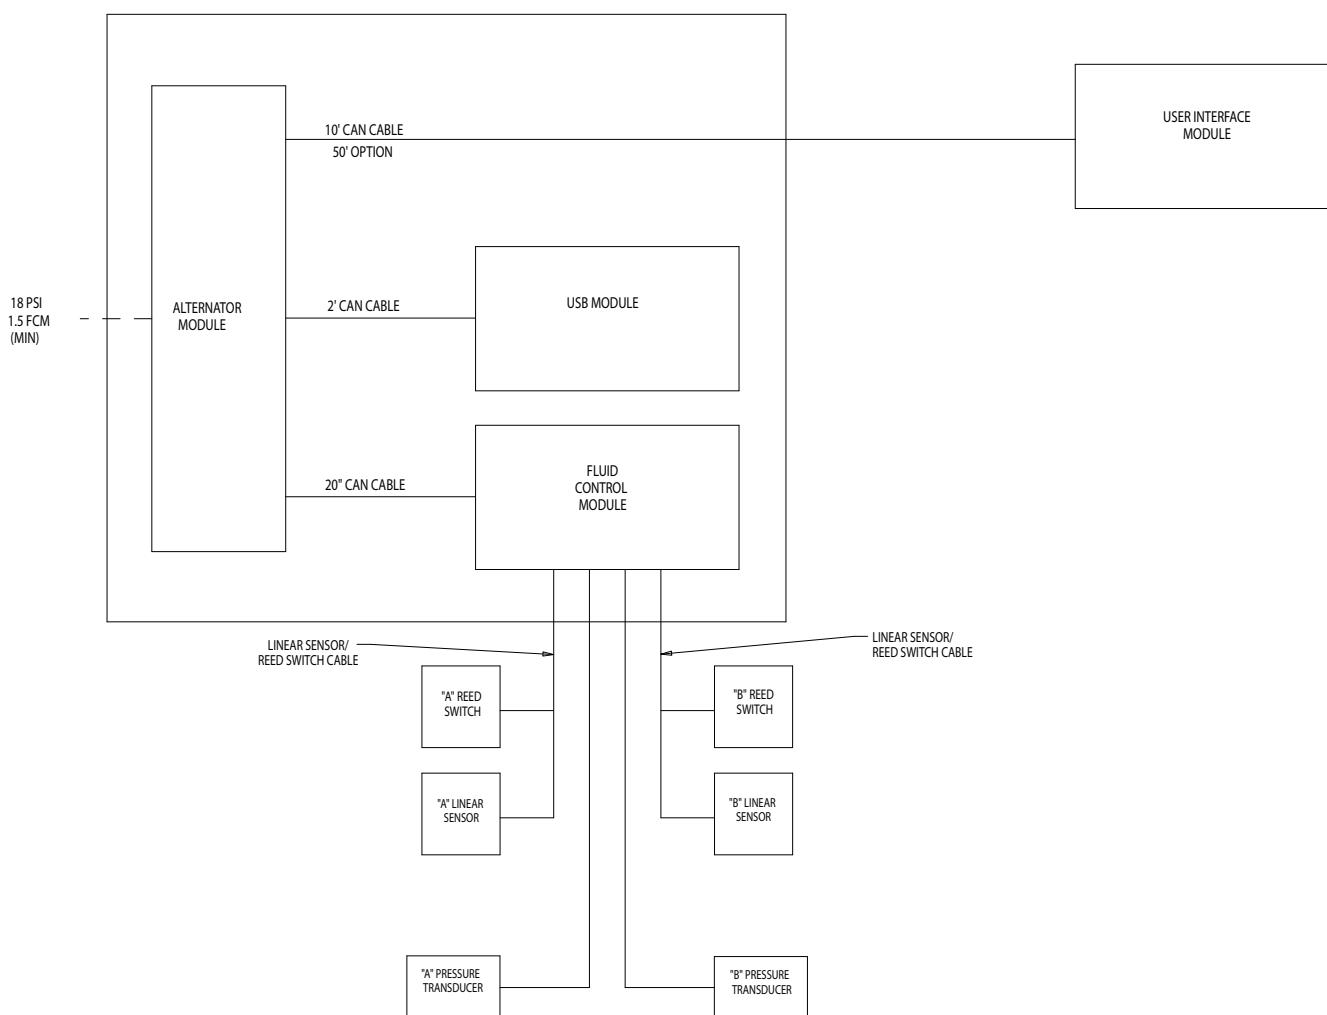 10' CAN CABLE
50' OPTION
USER INTERFACE
MODULE
18 PSI
1.5 FCM
(MIN)
ALTERNATOR
MODULE
2' CAN CABLE
USB MODULE
20" CAN CABLE
FLUID
CONTROL
MODULE
LINEAR SENSOR/
REED SWITCH CABLE
LINEAR SENSOR/
REED SWITCH CABLE
"A" REED
SWITCH
"B" REED
SWITCH
"A" LINEAR
SENSOR
"B" LINEAR
SENSOR
"A" PRESSURE
TRANSDUCER
"B" PRESSURE
TRANSDUCER